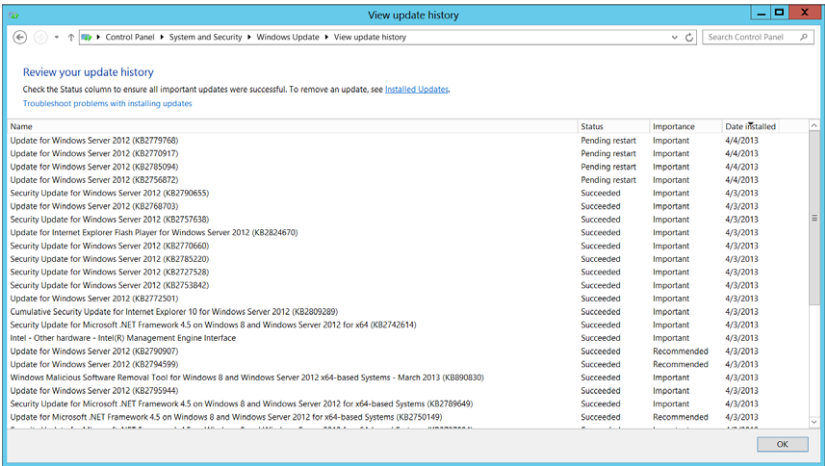 View update history
Control Panel ▸ System and Security ▸ Windows Update ▸ View update history
Search Control Panel
Review your update history
Check the Status column to ensure all important updates were successful. To remove an update, see Installed Updates.
Troubleshoot problems with installing updates
Name Status Importance Date installed
Update for Windows Server 2012 (KB2779768) Pending restart Important 4/4/2013
Update for Windows Server 2012 (KB2770917) Pending restart Important 4/4/2013
Update for Windows Server 2012 (KB2785094) Pending restart Important 4/4/2013
Update for Windows Server 2012 (KB2756872) Pending restart Important 4/4/2013
Security Update for Windows Server 2012 (KB2790655) Succeeded Important 4/3/2013
Update for Windows Server 2012 (KB2768703) Succeeded Important 4/3/2013
Security Update for Windows Server 2012 (KB2757638) Succeeded Important 4/3/2013
Update for Internet Explorer Flash Player for Windows Server 2012 (KB2824670) Succeeded Important 4/3/2013
Security Update for Windows Server 2012 (KB2770660) Succeeded Important 4/3/2013
Security Update for Windows Server 2012 (KB2785220) Succeeded Important 4/3/2013
Security Update for Windows Server 2012 (KB2727528) Succeeded Important 4/3/2013
Security Update for Windows Server 2012 (KB2753842) Succeeded Important 4/3/2013
Update for Windows Server 2012 (KB2772501) Succeeded Important 4/3/2013
Cumulative Security Update for Internet Explorer 10 for Windows Server 2012 (KB2809289) Succeeded Important 4/3/2013
Security Update for Microsoft .NET Framework 4.5 on Windows 8 and Windows Server 2012 for x64 (KB2742614) Succeeded Important 4/3/2013
Intel - Other hardware - Intel(R) Management Engine Interface Succeeded Important 4/3/2013
Update for Windows Server 2012 (KB2790907) Succeeded Recommended 4/3/2013
Update for Windows Server 2012 (KB2794599) Succeeded Recommended 4/3/2013
Windows Malicious Software Removal Tool for Windows 8 and Windows Server 2012 x64-based Systems - March 2013 (KB890830) Succeeded Important 4/3/2013
Update for Windows Server 2012 (KB2795944) Succeeded Important 4/3/2013
Security Update for Microsoft .NET Framework 4.5 on Windows 8 and Windows Server 2012 for x64-based Systems (KB2789649) Succeeded Important 4/3/2013
Update for Microsoft .NET Framework 4.5 on Windows 8 and Windows Server 2012 for x64-based Systems (KB2750149) Succeeded Recommended 4/3/2013
OK